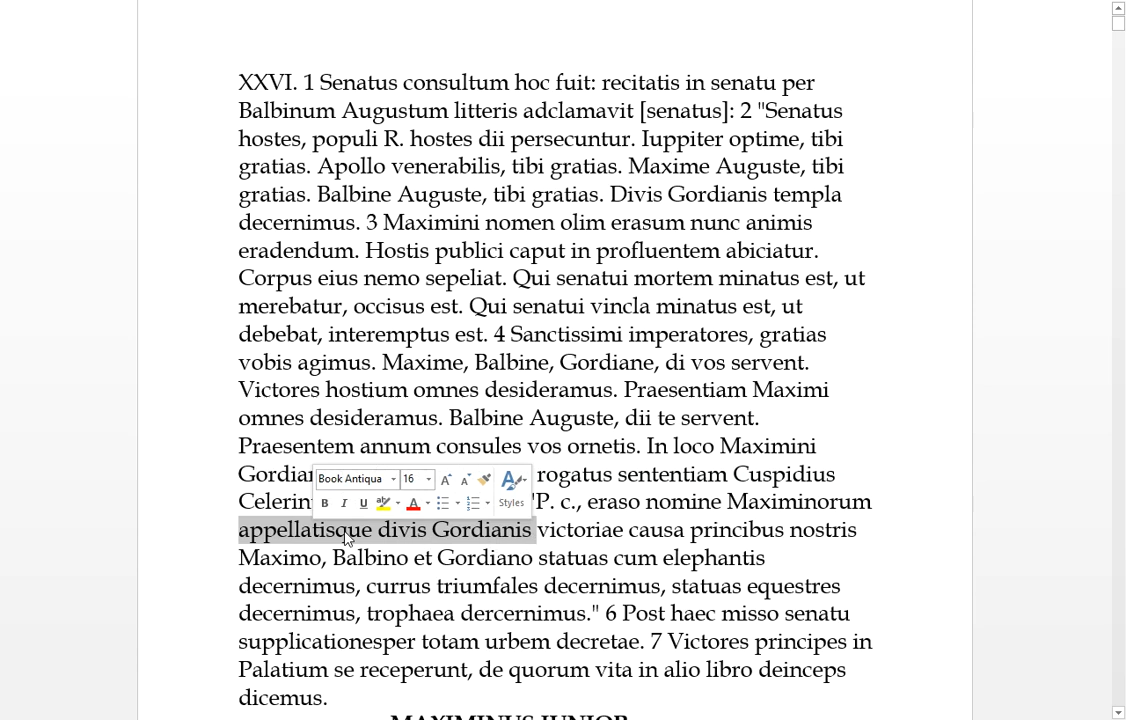 XXVI. 1 Senatus consultum hoc fuit: recitatis in senatu per
Balbinum Augustum litteris adclamavit [senatus]: 2 "Senatus
hostes, populi R. hostes dii persecuntur. Iuppiter optime, tibi
gratias. Apollo venerabilis, tibi gratias. Maxime Auguste, tibi
gratias. Balbine Auguste, tibi gratias. Divis Gordianis templa
decernimus. 3 Maximini nomen olim erasum nunc animis
eradendum. Hostis publici caput in profluentem abiciatur.
Corpus eius nemo sepeliat. Qui senatui mortem minatus est, ut
merebatur, occisus est. Qui senatui vincla minatus est, ut
debebat, interemptus est. 4 Sanctissimi imperatores, gratias
vobis agimus. Maxime, Balbine, Gordiane, di vos servent.
Victores hostium omnes desideramus. Praesentiam Maximi
omnes desideramus. Balbine Auguste, dii te servent.
Praesentem annum consules vos ornetis. In loco Maximini
rogatus sententiam Cuspidius
Book Antiqua 16 A A A
"P. c., eraso nomine Maximinorum
B I U ab A Styles
appellatisque divis Gordianis victoriae causa principibus nostris
Maximo, Balbino et Gordiano statuas cum elephantis
decernimus, currus triumfales decernimus, statuas equestres
decernimus, trophaea dercernimus." 6 Post haec misso senatu
supplicationesper totam urbem decretae. 7 Victores principes in
Palatium se receperunt, de quorum vita in alio libro deinceps
dicemus.
MAXIMINUS JUNIOR